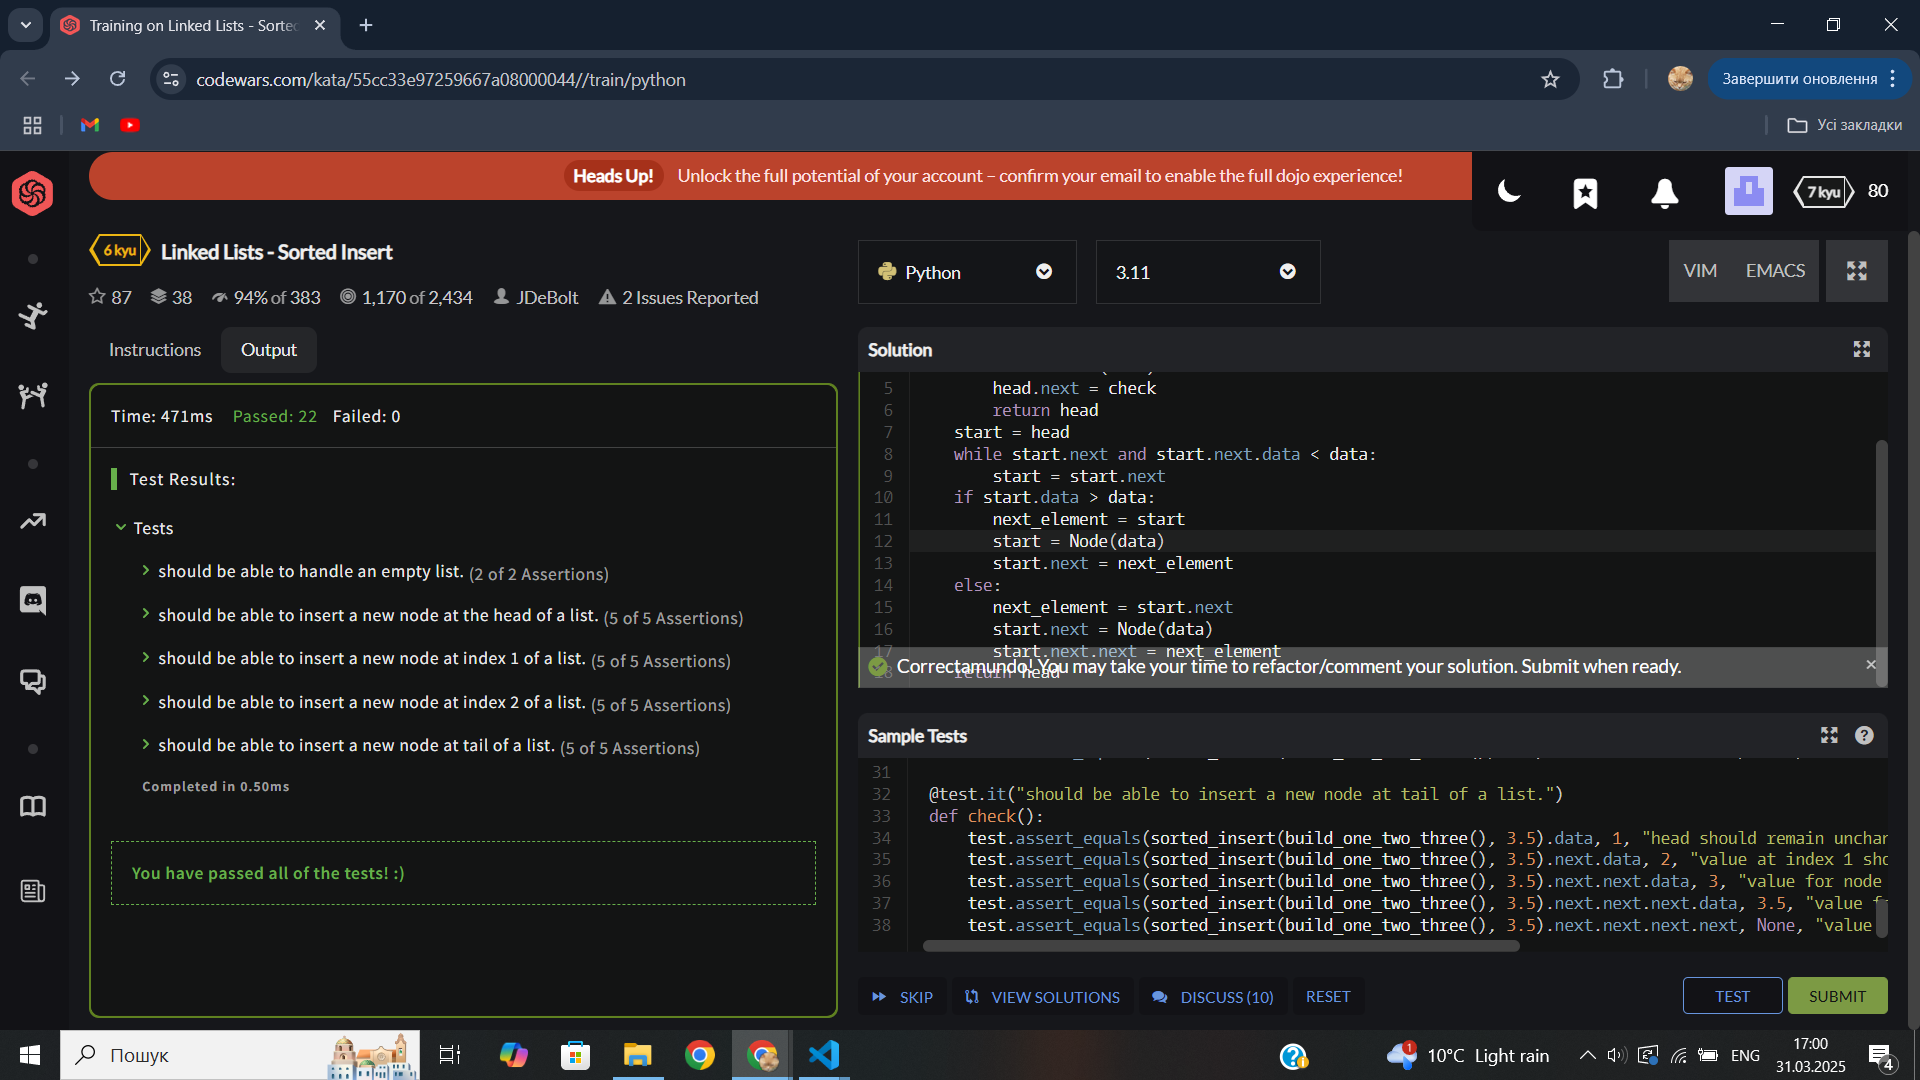 Training on Linked Lists - Sorted
codewars.com/kata/55cc33e97259667a08000044//train/python
Завершити оновлення
Усі закладки
Heads Up! Unlock the full potential of your account – confirm your email to enable the full dojo experience!
7 kyu 80
6 kyu Linked Lists - Sorted Insert
87 38 94% of 383 1,170 of 2,434 JDeBolt 2 Issues Reported
Python 3.11 VIM EMACS
Instructions Output
Time: 471ms Passed: 22 Failed: 0
Test Results:
Tests
should be able to handle an empty list. (2 of 2 Assertions)
should be able to insert a new node at the head of a list. (5 of 5 Assertions)
should be able to insert a new node at index 1 of a list. (5 of 5 Assertions)
should be able to insert a new node at index 2 of a list. (5 of 5 Assertions)
should be able to insert a new node at tail of a list. (5 of 5 Assertions)
Completed in 0.50ms
You have passed all of the tests! :)
Solution
5 head.next = check
6 return head
7 start = head
8 while start.next and start.next.data < data:
9 start = start.next
10 if start.data > data:
11 next_element = start
12 start = Node(data)
13 start.next = next_element
14 else:
15 next_element = start.next
16 start.next = Node(data)
17 start.next.next = next_element
18 return head
Correctamundo! You may take your time to refactor/comment your solution. Submit when ready.
Sample Tests
31
32 @test.it("should be able to insert a new node at tail of a list.")
33 def check():
34 test.assert_equals(sorted_insert(build_one_two_three(), 3.5).data, 1, "head should remain unchan
35 test.assert_equals(sorted_insert(build_one_two_three(), 3.5).next.data, 2, "value at index 1 sho
36 test.assert_equals(sorted_insert(build_one_two_three(), 3.5).next.next.data, 3, "value for node
37 test.assert_equals(sorted_insert(build_one_two_three(), 3.5).next.next.next.data, 3.5, "value f
38 test.assert_equals(sorted_insert(build_one_two_three(), 3.5).next.next.next.next, None, "value
SKIP VIEW SOLUTIONS DISCUSS (10) RESET TEST SUBMIT
Пошук
1 10°C Light rain ENG
17:00
31.03.2025
4